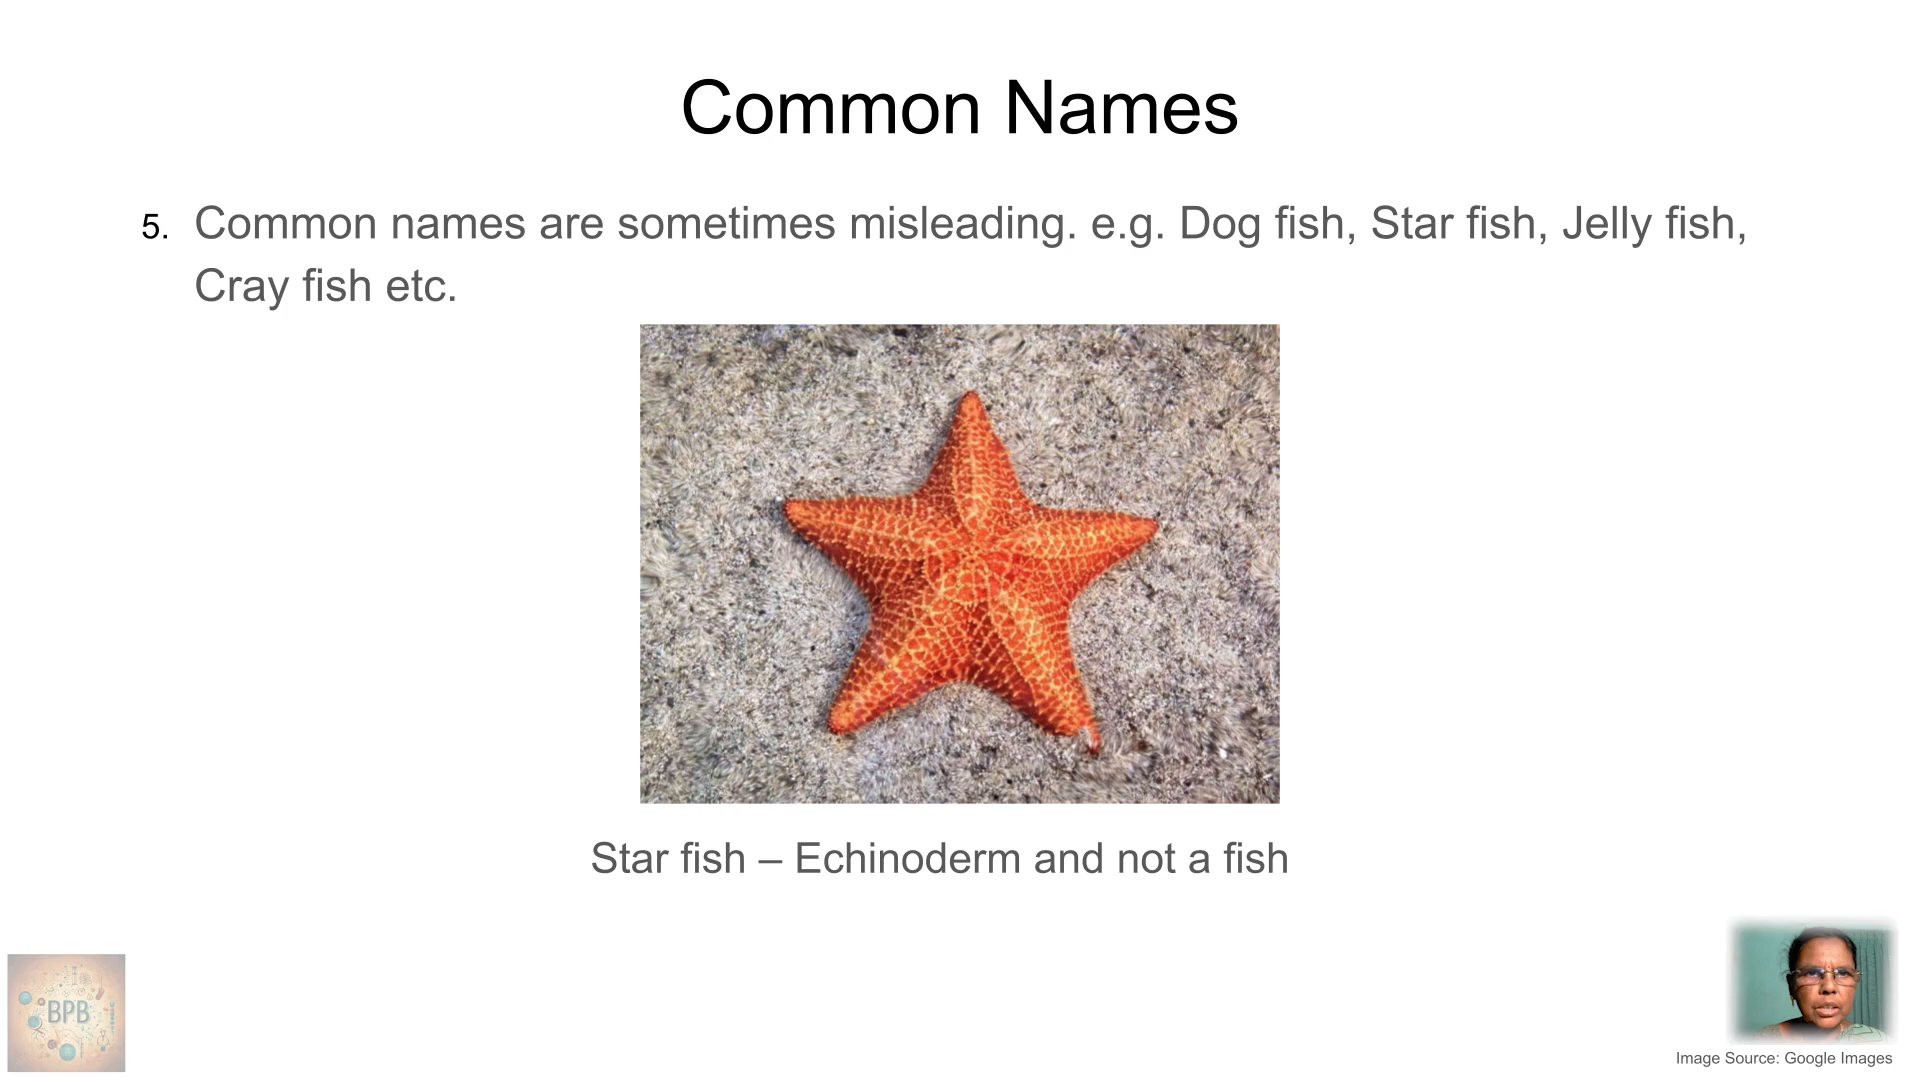 Common Names
5. Common names are sometimes misleading. e.g. Dog fish, Star fish, Jelly fish,
Cray fish etc.
Star fish – Echinoderm and not a fish
BPB
Image Source: Google Images